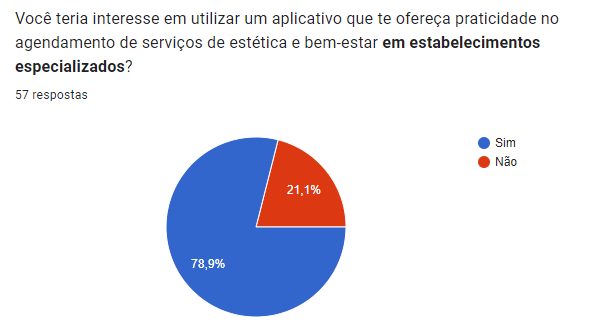 Você teria interesse em utilizar um aplicativo que te ofereça praticidade no
agendamento de serviços de estética e bem-estar em estabelecimentos
especializados?
57 respostas
Sim
Não
21,1%
78,9%